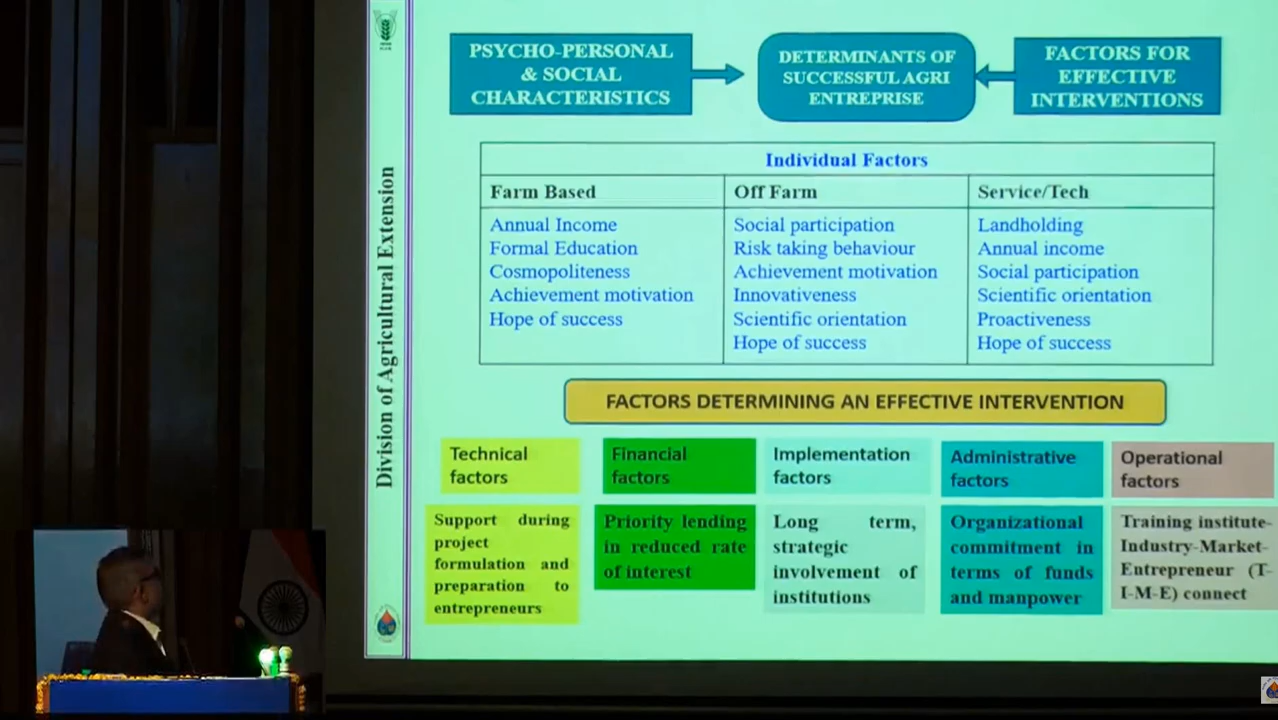 Division of Agricultural Extension
PSYCHO-PERSONAL
& SOCIAL
CHARACTERISTICS
DETERMINANTS OF
SUCCESSFUL AGRI
ENTREPRISE
FACTORS FOR
EFFECTIVE
INTERVENTIONS
Individual Factors
Farm Based
Annual Income
Formal Education
Cosmopoliteness
Achievement motivation
Hope of success
Off Farm
Social participation
Risk taking behaviour
Achievement motivation
Innovativeness
Scientific orientation
Hope of success
Service/Tech
Landholding
Annual income
Social participation
Scientific orientation
Proactiveness
Hope of success
FACTORS DETERMINING AN EFFECTIVE INTERVENTION
Technical
factors
Support during
project
formulation and
preparation to
entrepreneurs
Financial
factors
Priority lending
in reduced rate
of interest
Implementation
factors
Long term,
strategic
involvement of
institutions
Administrative
factors
Organizational
commitment in
terms of funds
and manpower
Operational
factors
Training institute-
Industry-Market-
Entrepreneur (T-
I-M-E) connect